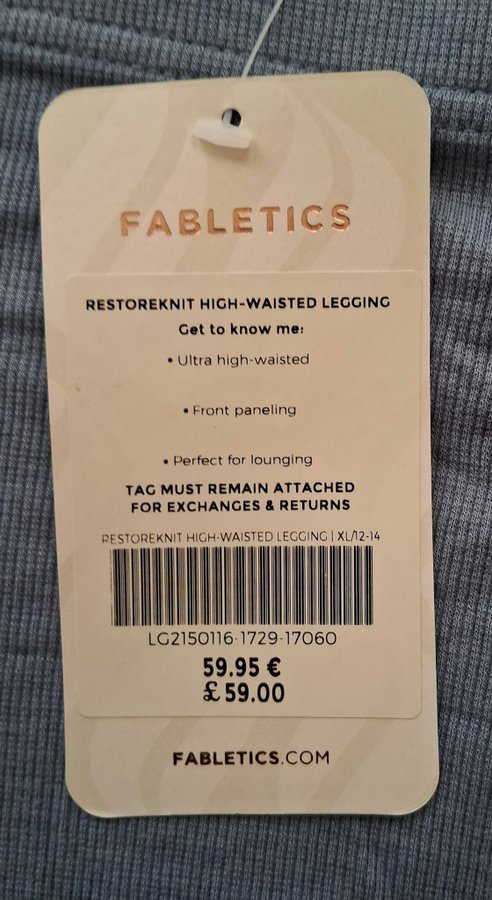 FABLETICS
RESTOREKNIT HIGH-WAISTED LEGGING
Get to know me:
• Ultra high-waisted
• Front paneling
• Perfect for lounging
TAG MUST REMAIN ATTACHED
FOR EXCHANGES & RETURNS
RESTOREKNIT HIGH-WAISTED LEGGING | XL/12-14
LG2150116-1729-17060
59.95 €
£59.00
FABLETICS.COM